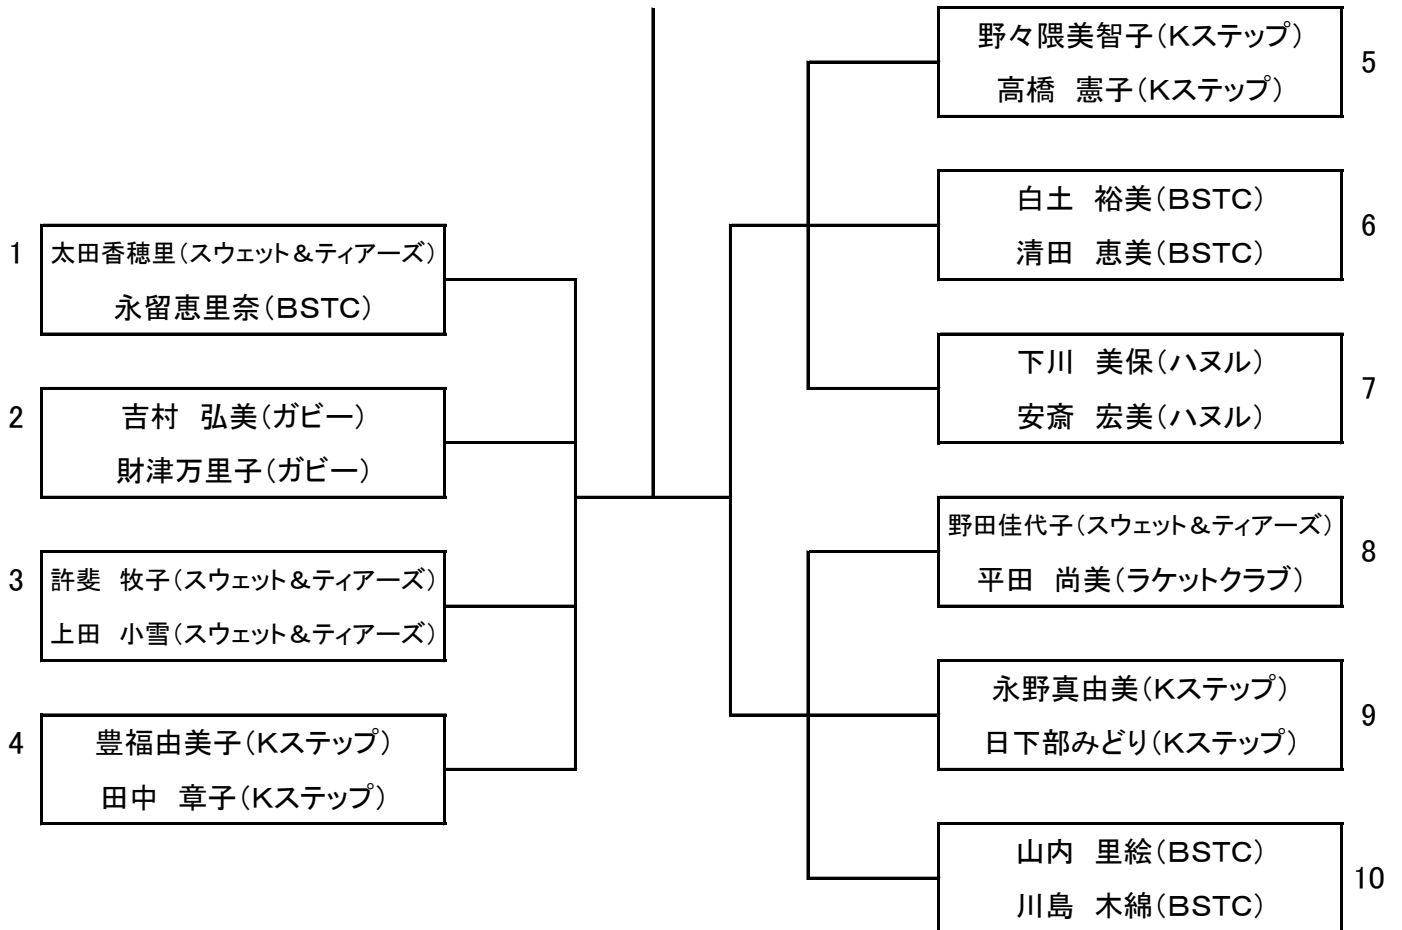 1
太田香穂里(スウェット&ティアーズ)
永留恵里奈(BSTC)
2
吉村　弘美(ガビー)
財津万里子(ガビー)
3
許斐　牧子(スウェット&ティアーズ)
上田　小雪(スウェット&ティアーズ)
4
豊福由美子(Kステップ)
田中　章子(Kステップ)
野々隈美智子(Kステップ)
高橋　憲子(Kステップ)
5
白土　裕美(BSTC)
清田　恵美(BSTC)
6
下川　美保(ハヌル)
安斎　宏美(ハヌル)
7
野田佳代子(スウェット&ティアーズ)
平田　尚美(ラケットクラブ)
8
永野真由美(Kステップ)
日下部みどり(Kステップ)
9
山内　里絵(BSTC)
川島　木綿(BSTC)
10